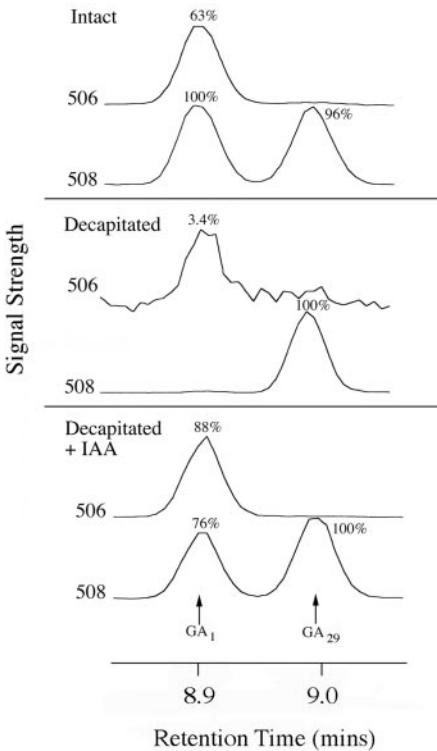 Intact
63%
506
100%
96%
508
Decapitated
3.4%
506
100%
508
Decapitated
+ IAA
88%
506
76%
100%
508
GA1
GA29
8.9
9.0
Retention Time (mins)
Signal Strength